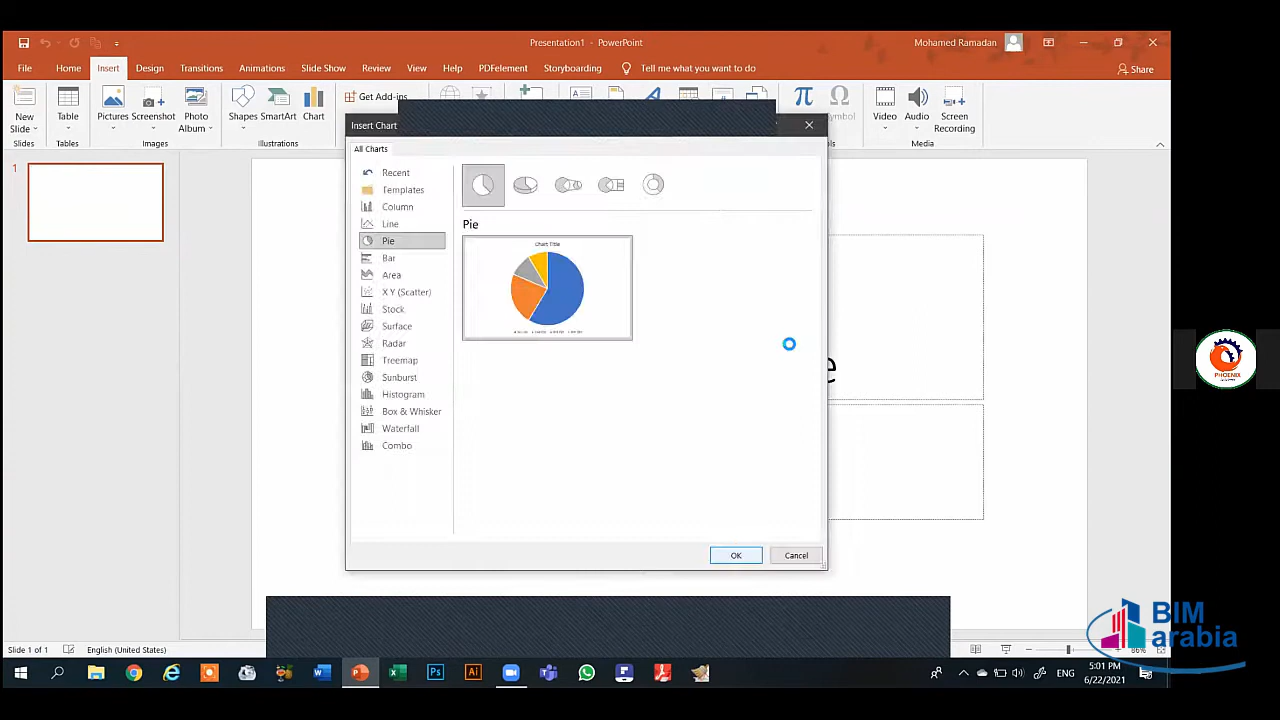 Presentation1 - PowerPoint
Mohamed Ramadan
File Home Insert Design Transitions Animations Slide Show Review View Help PDFelement Storyboarding Tell me what you want to do
Share
New Slide
Table
Pictures
Screenshot
Photo Album
Shapes
SmartArt
Chart
Get Add-ins
Symbol
Video
Audio
Screen Recording
Slides
Tables
Images
Illustrations
Media
Insert Chart
All Charts
Recent
Templates
Column
Line
Pie
Bar
Area
X Y (Scatter)
Stock
Surface
Radar
Treemap
Sunburst
Histogram
Box & Whisker
Waterfall
Combo
Pie
Chart Title
OK
Cancel
1
PHOENIX
BIM
arabia
Slide 1 of 1
English (United States)
86%
ENG
5:01 PM
6/22/2021